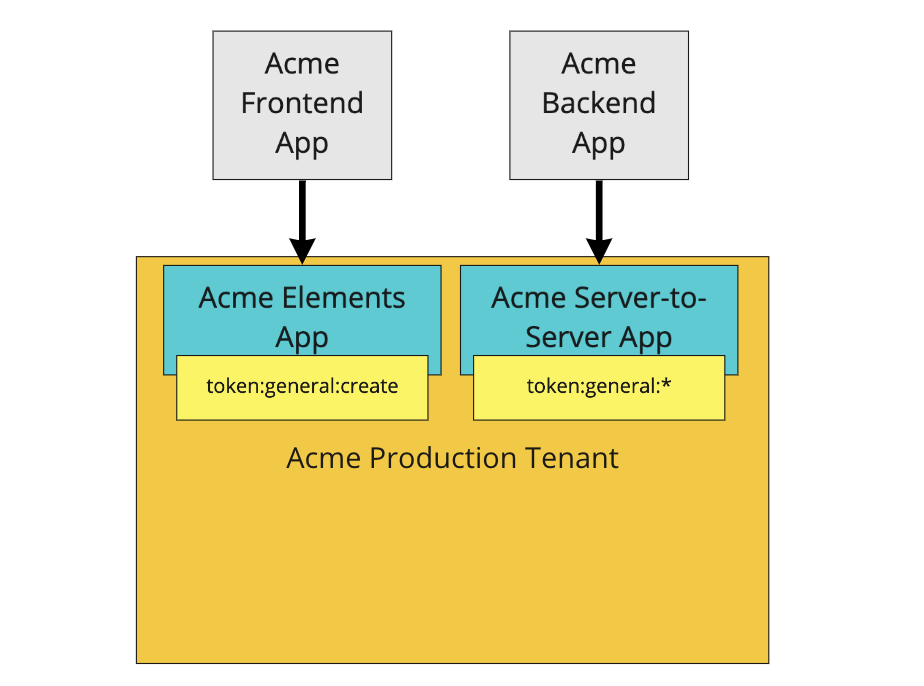 Acme
Frontend
App
Acme
Backend
App
Acme Elements
App
Acme Server-to-
Server App
token:general:create
token:general:*
Acme Production Tenant